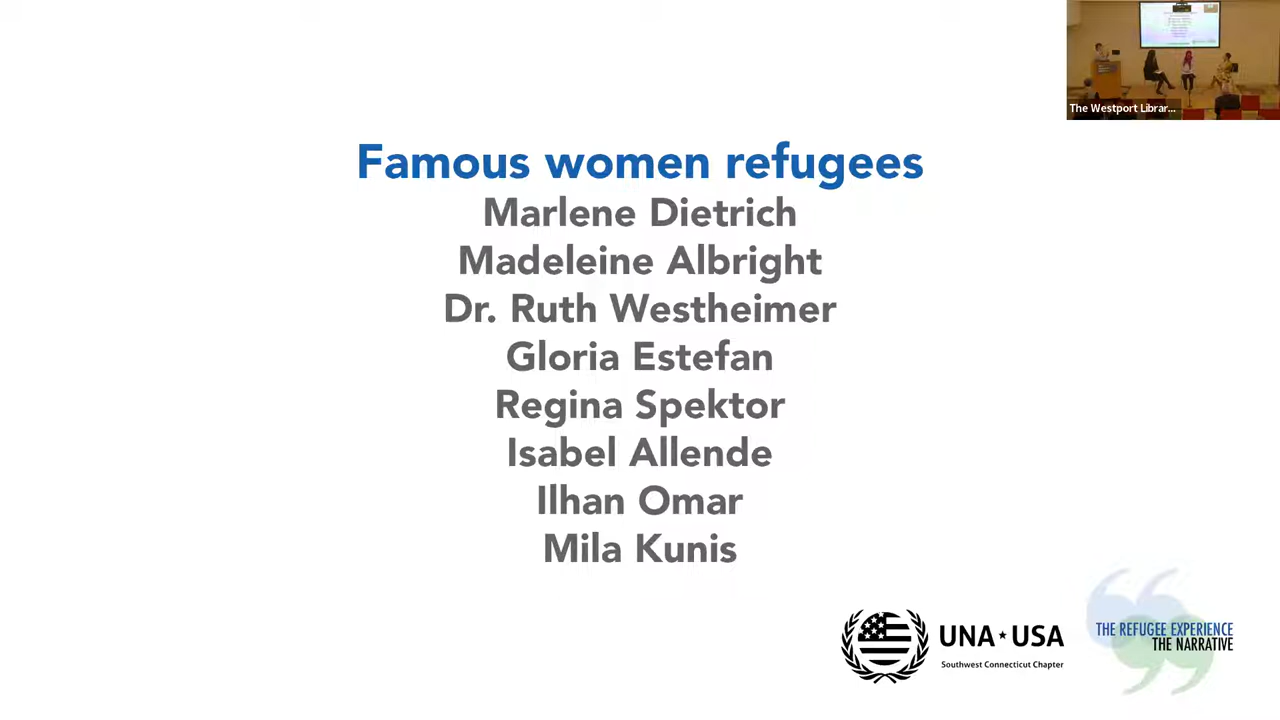 The Westport Librar...
Famous women refugees
Marlene Dietrich
Madeleine Albright
Dr. Ruth Westheimer
Gloria Estefan
Regina Spektor
Isabel Allende
Ilhan Omar
Mila Kunis
UNA★USA
Southwest Connecticut Chapter
THE REFUGEE EXPERIENCE
THE NARRATIVE